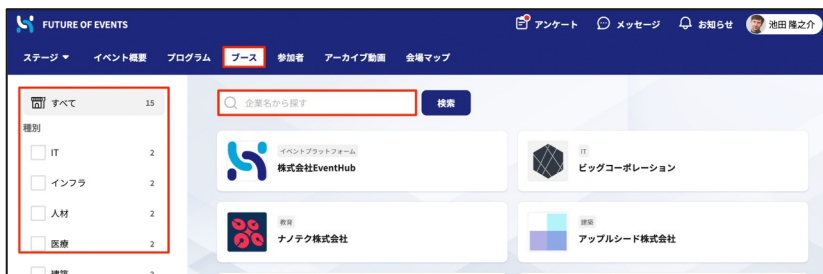 FUTURE OF EVENTS
アンケート
メッセージ
お知らせ
池田 隆之介
ステージ
イベント概要
プログラム
ブース
参加者
アーカイブ動画
会場マップ
すべて 15
種別
IT 2
インフラ 2
人材 2
医療 2
建築 2
企業名から探す
検索
イベントプラットフォーム
株式会社EventHub
IT
ビッグコーポレーション
教育
ナノテク株式会社
建築
アップルシード株式会社